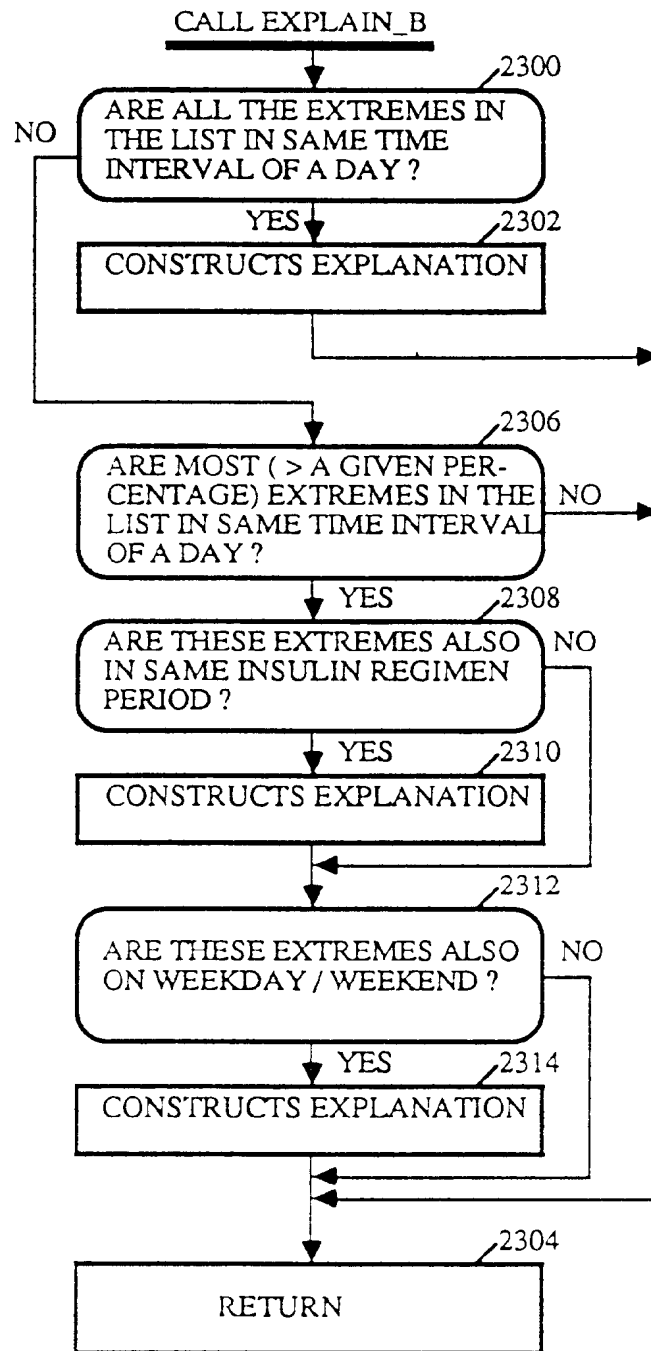 CALL EXPLAIN_B
2300
ARE ALL THE EXTREMES IN
THE LIST IN SAME TIME
INTERVAL OF A DAY ?
NO
YES
2302
CONSTRUCTS EXPLANATION
2306
ARE MOST ( > A GIVEN PER-
CENTAGE) EXTREMES IN THE
LIST IN SAME TIME INTERVAL
OF A DAY ?
NO
YES
2308
ARE THESE EXTREMES ALSO
IN SAME INSULIN REGIMEN
PERIOD ?
NO
YES
2310
CONSTRUCTS EXPLANATION
2312
ARE THESE EXTREMES ALSO
ON WEEKDAY / WEEKEND ?
NO
YES
2314
CONSTRUCTS EXPLANATION
2304
RETURN